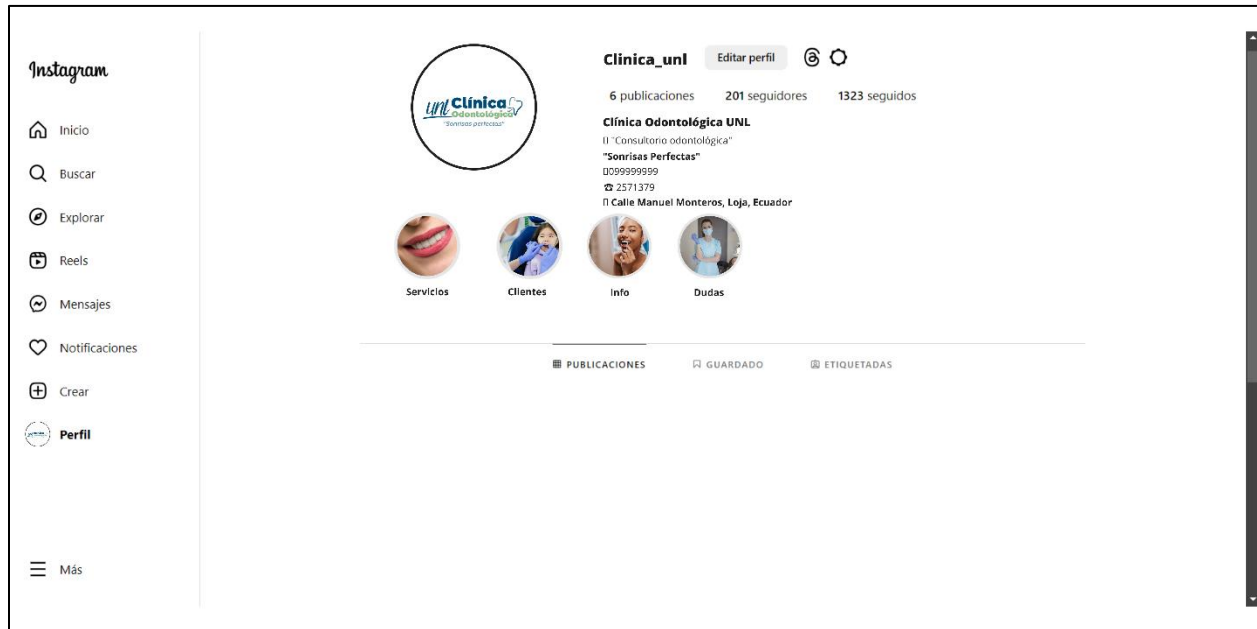 Instagram
Inicio
Buscar
Explorar
Reels
Mensajes
Notificaciones
Crear
Perfil
Más
unl Clínica
Odontológica
"Sonrisas perfectas"
Clinica_unl Editar perfil
6 publicaciones 201 seguidores 1323 seguidos
Clínica Odontológica UNL
"Consultorio odontológica"
"Sonrisas Perfectas"
099999999
☎ 2571379
Calle Manuel Monteros, Loja, Ecuador
Servicios Clientes Info Dudas
PUBLICACIONES GUARDADO ETIQUETADAS